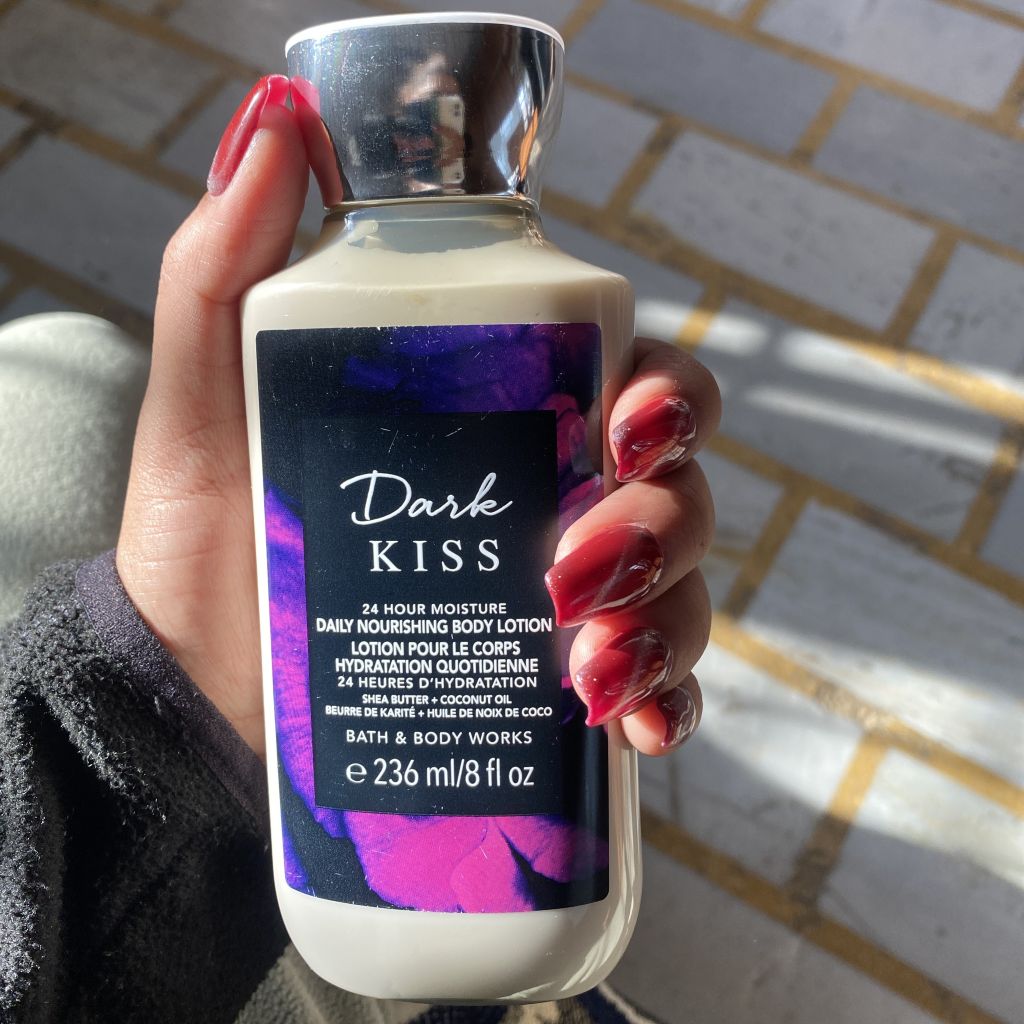 Dark
KISS
24 HOUR MOISTURE
DAILY NOURISHING BODY LOTION
LOTION POUR LE CORPS
HYDRATATION QUOTIDIENNE
24 HEURES D'HYDRATATION
SHEA BUTTER + COCONUT OIL
BEURRE DE KARITÉ + HUILE DE NOIX DE COCO
BATH & BODY WORKS
℮ 236 ml/8 fl oz